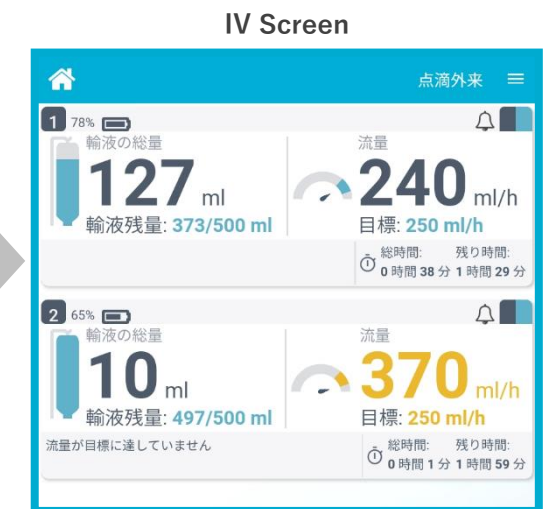 IV Screen
点滴外来
1 78%
輸液の総量
127 ml
輸液残量: 373/500 ml
流量
240 ml/h
目標: 250 ml/h
総時間: 残り時間:
0 時間 38 分 1 時間 29 分
2 65%
輸液の総量
10 ml
輸液残量: 497/500 ml
流量が目標に達していません
流量
370 ml/h
目標: 250 ml/h
総時間: 残り時間:
0 時間 1 分 1 時間 59 分